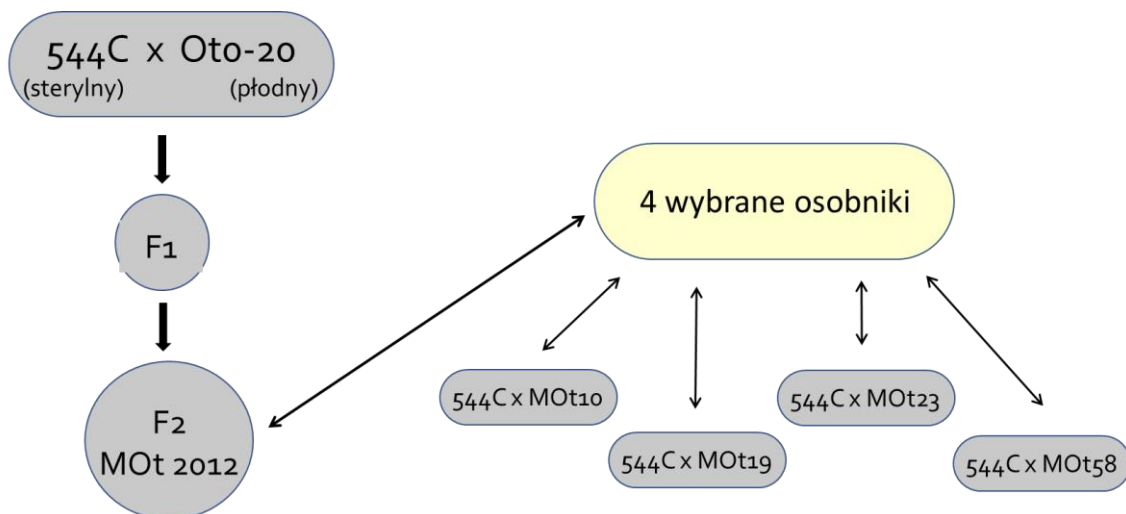 544C x Oto-20
(sterylny) (płodny)
F1
F2
MOt 2012
4 wybrane osobniki
544C x MOt10
544C x MOt19
544C x MOt23
544C x MOt58